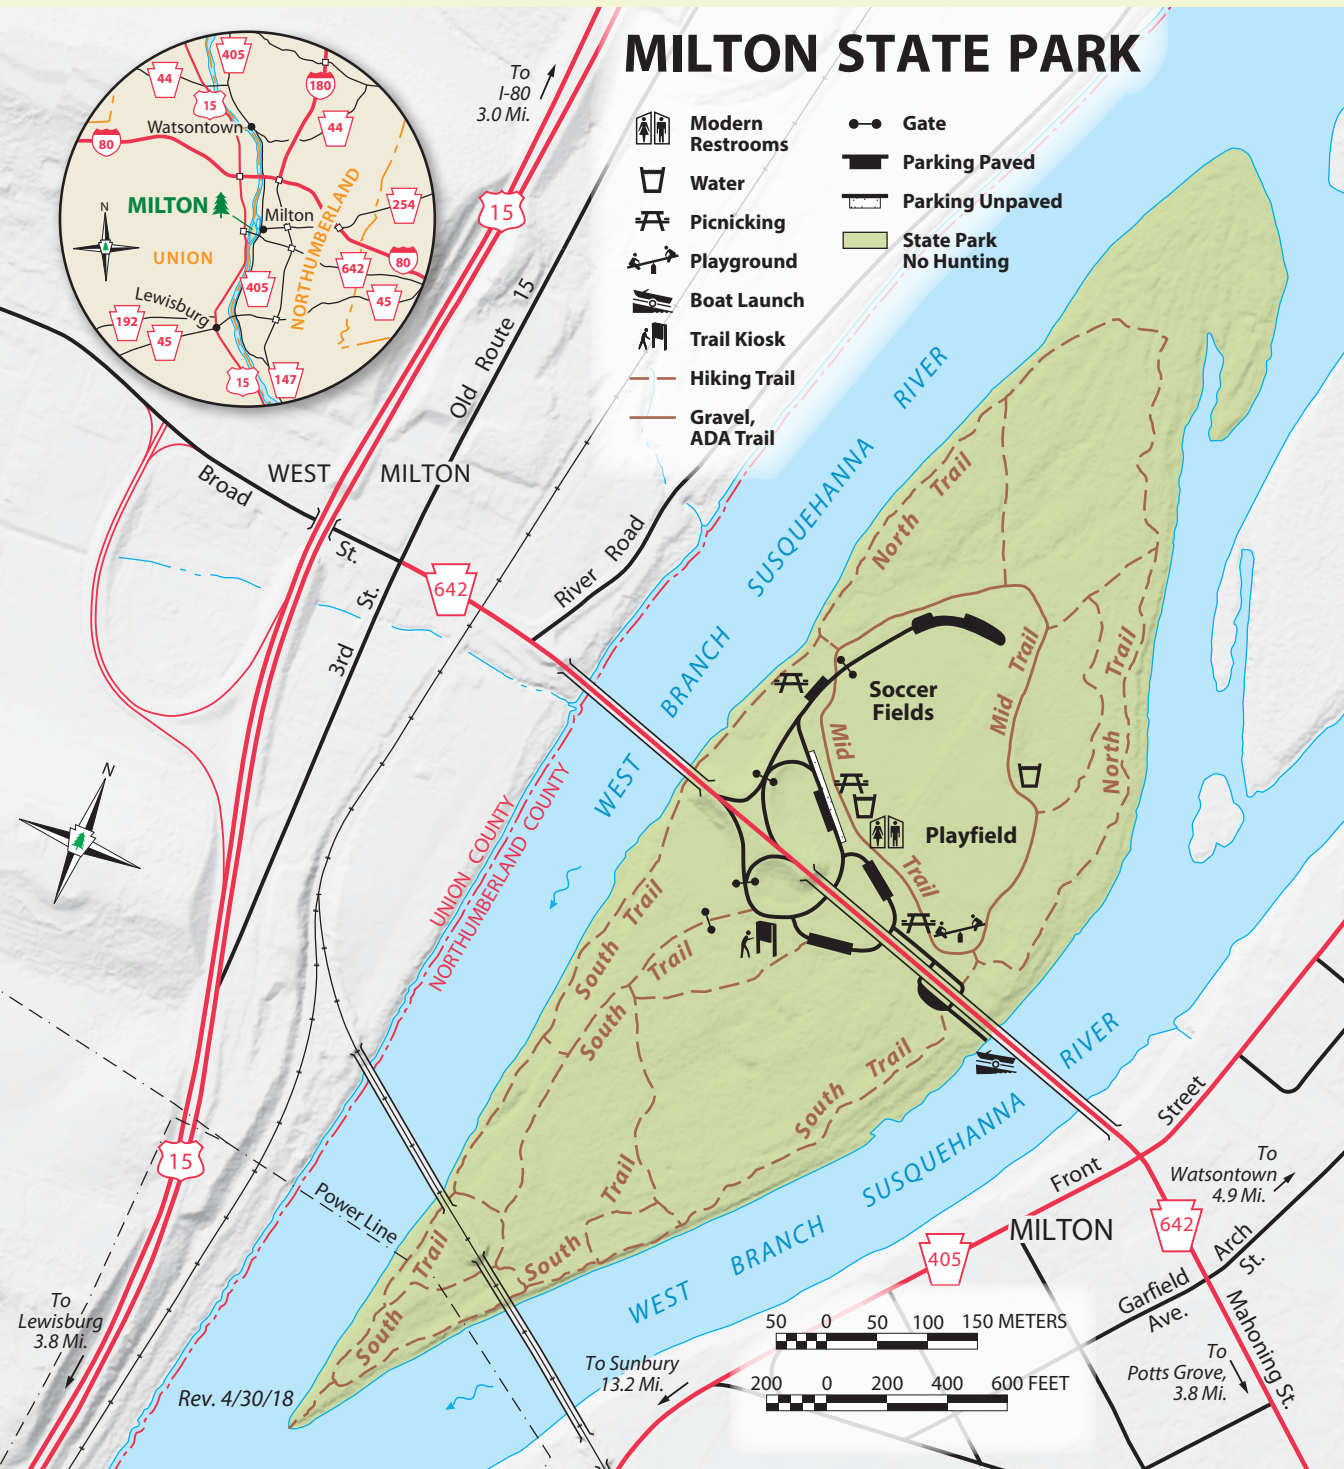 MILTON STATE PARK
Modern
Restrooms
Water
Picnicking
Playground
Boat Launch
Trail Kiosk
Hiking Trail
Gravel,
ADA Trail
Gate
Parking Paved
Parking Unpaved
State Park
No Hunting
405
44
15
180
Watsontown
44
80
MILTON
N
Milton
254
UNION
NORTHUMBERLAND
642
80
405
45
Lewisburg
192
45
15
147
To
I-80
3.0 Mi.
15
Old Route 15
WEST MILTON
Broad
St.
642
River Road
3rd
St.
N
UNION COUNTY
NORTHUMBERLAND COUNTY
WEST BRANCH SUSQUEHANNA RIVER
North Trail
Mid Trail
North Trail
North
Soccer
Fields
Mid
Trail
Playfield
South Trail
South Trail
South Trail
South Trail
South Trail
WEST BRANCH SUSQUEHANNA RIVER
Power Line
15
To
Lewisburg
3.8 Mi.
Rev. 4/30/18
To Sunbury
13.2 Mi.
Front Street
405
MILTON
642
To
Watsontown
4.9 Mi.
Arch
St.
Garfield
Ave.
Mahoning St.
To
Potts Grove,
3.8 Mi.
50 0 50 100 150 METERS
200 0 200 400 600 FEET